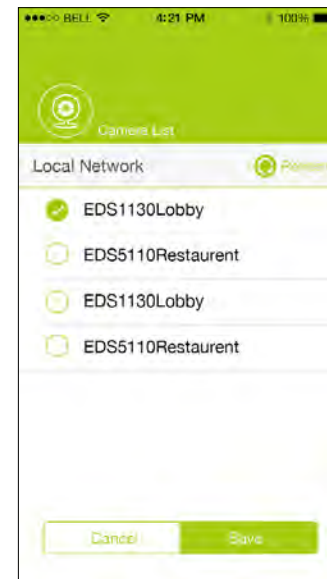 BELL 4:21 PM 100%
Camera List
Local Network
EDS1130Lobby
EDS5110Restaurent
EDS1130Lobby
EDS5110Restaurent
Cancel Save